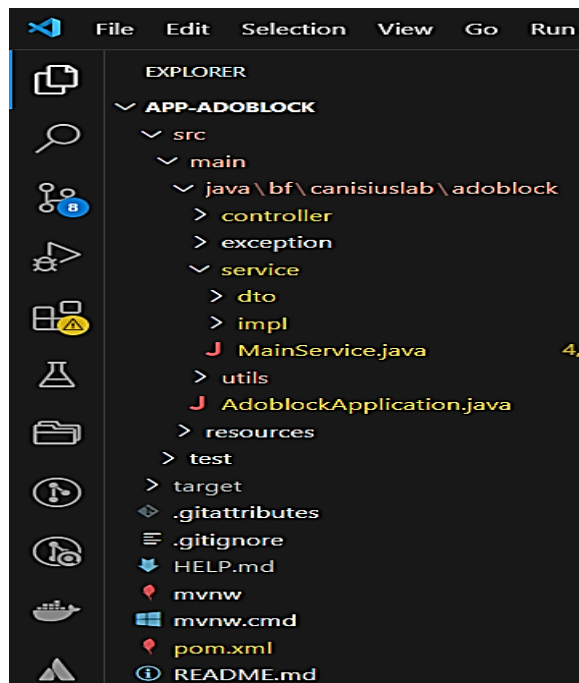 File Edit Selection View Go Run
EXPLORER
APP-ADOBLOCK
src
main
java\bf\canisiuslab\adoblock
controller
exception
service
dto
impl
MainService.java 4,
utils
AdoblockApplication.java
resources
test
target
.gitattributes
.gitignore
HELP.md
mvnw
mvnw.cmd
pom.xml
README.md
8